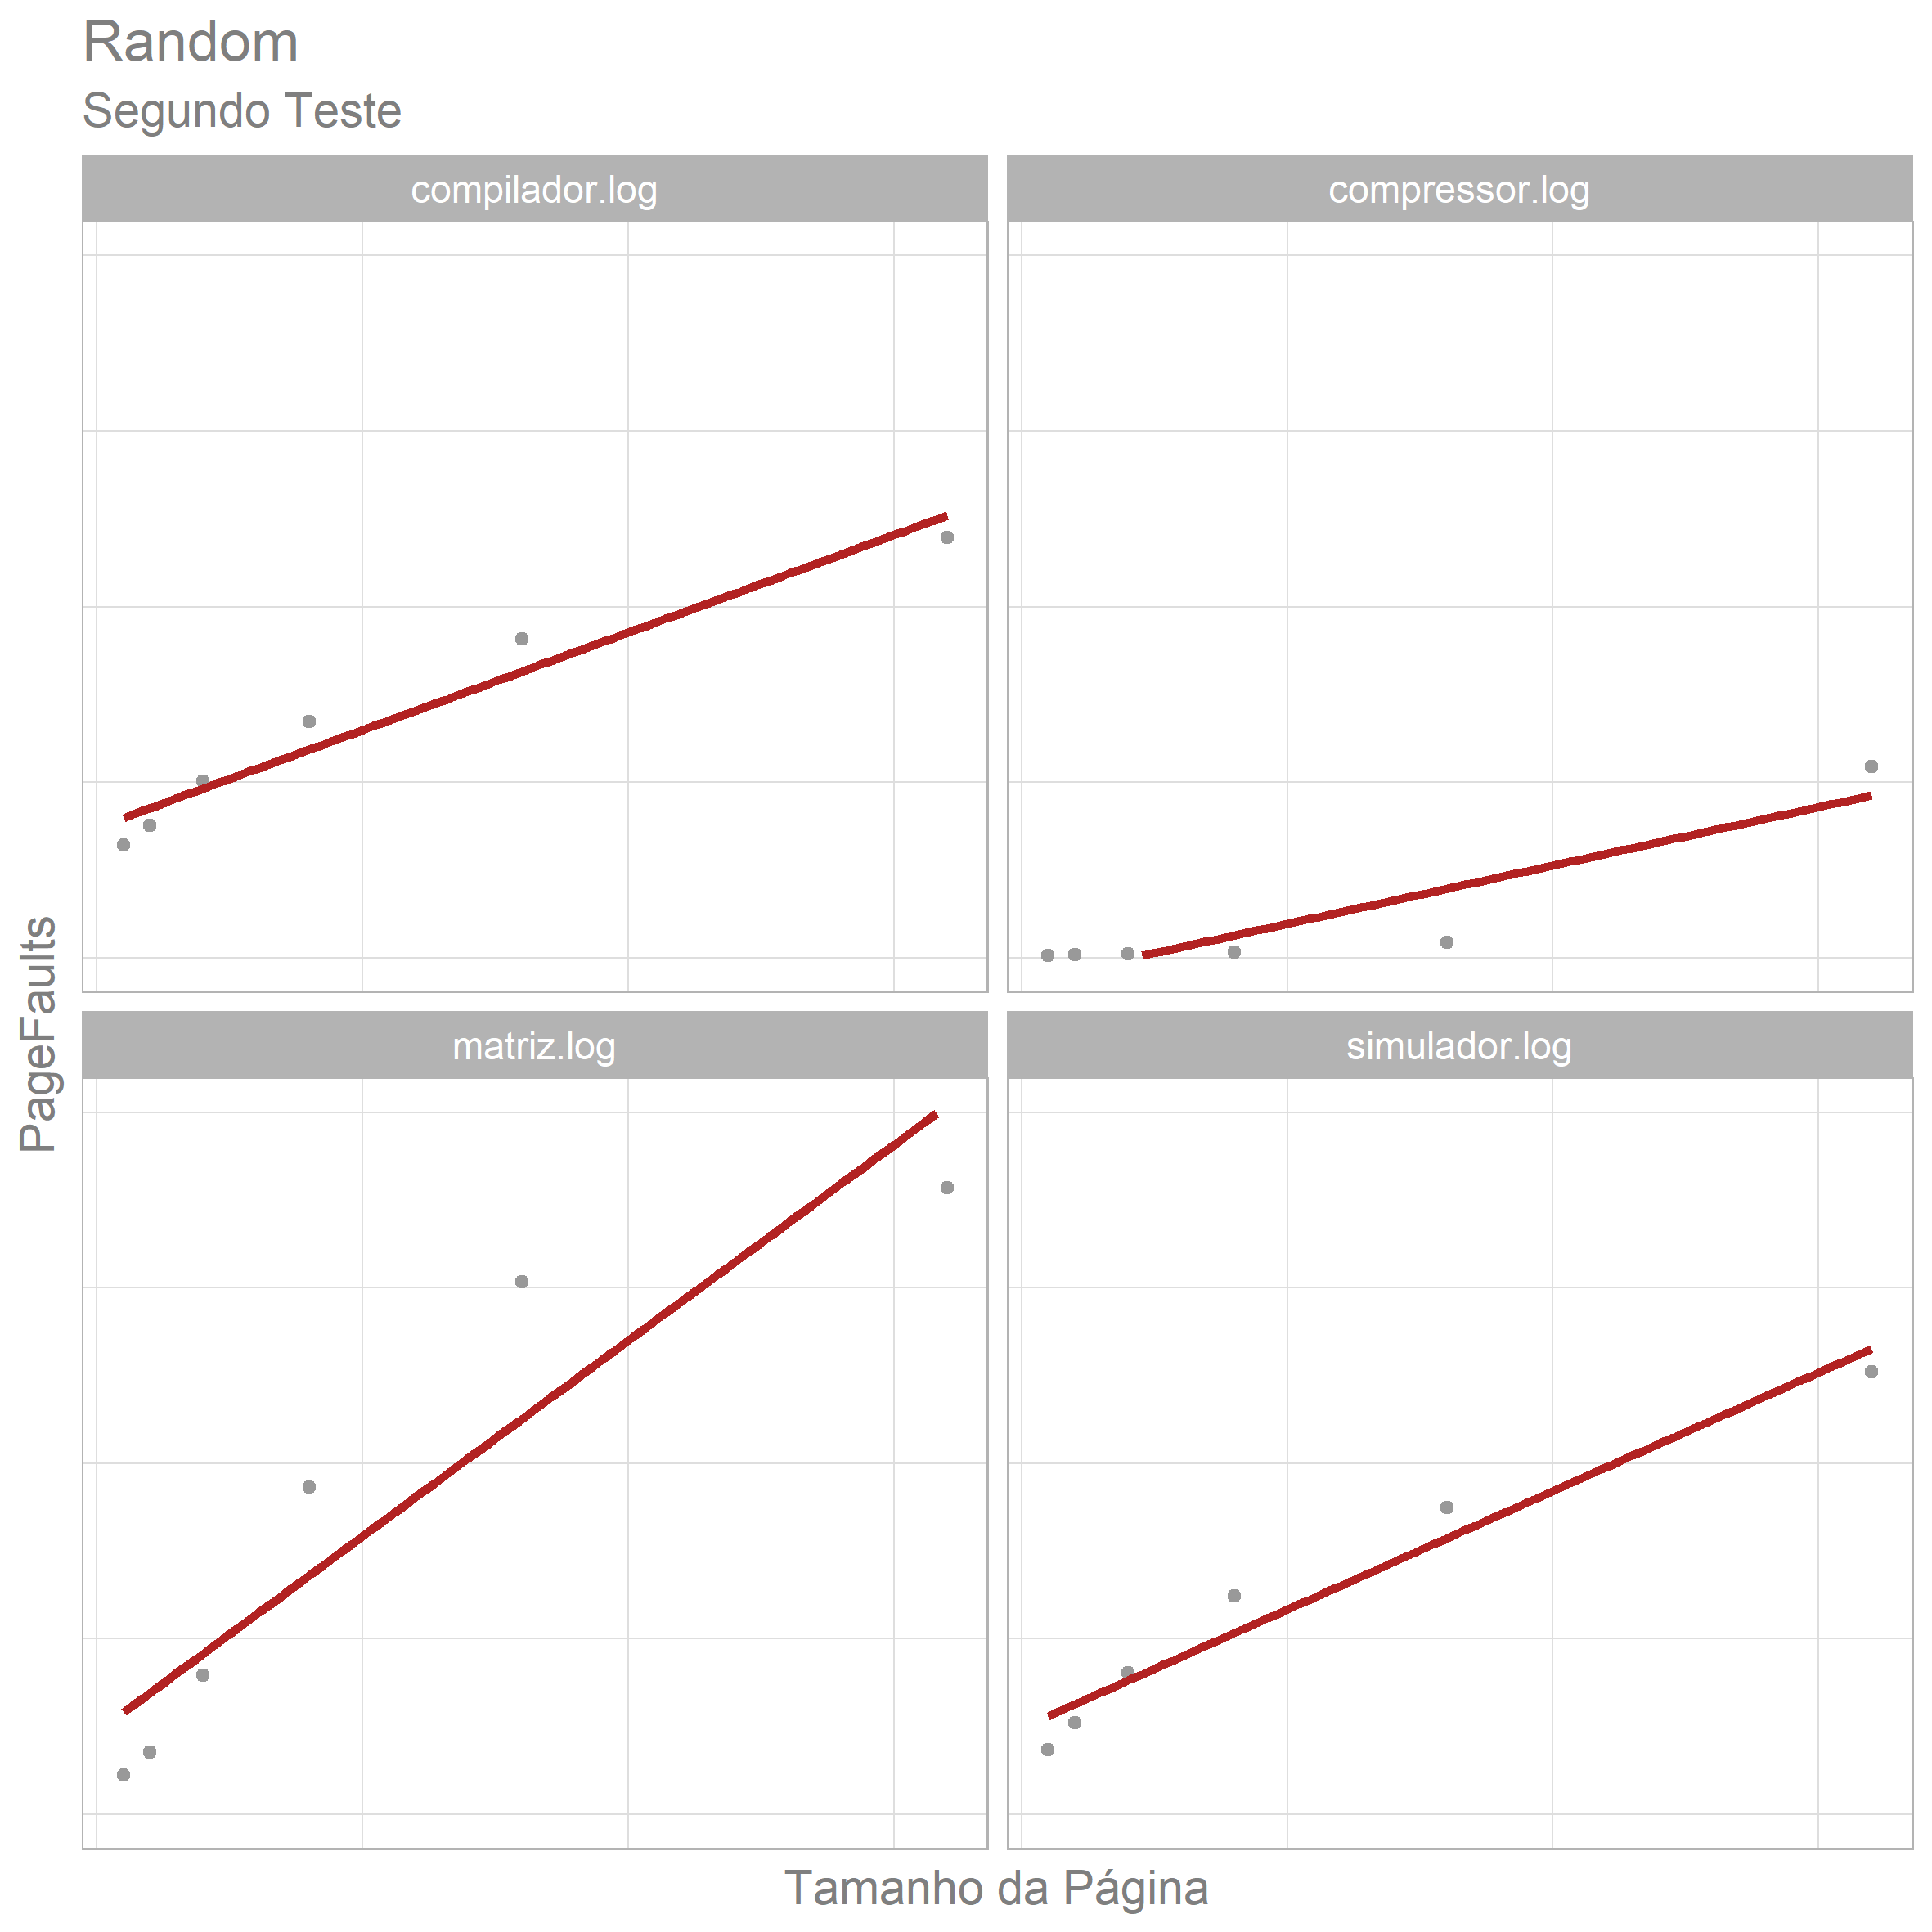 Random
Segundo Teste
compilador.log
compressor.log
PageFaults
matriz.log
simulador.log
Tamanho da Página